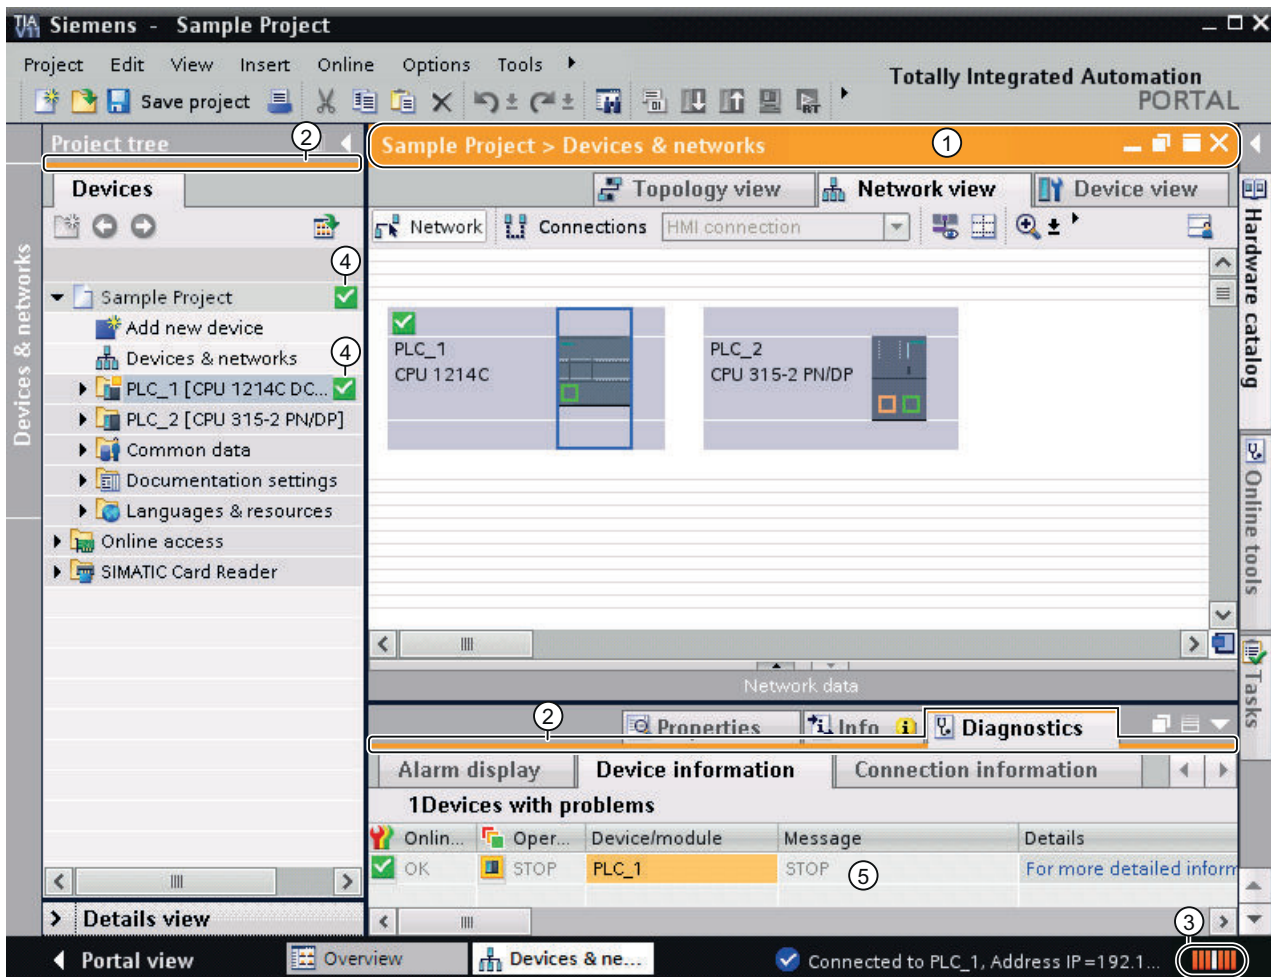 TIA V11 Siemens - Sample Project
Project Edit View Insert Online Options Tools
Totally Integrated Automation
PORTAL
Save project
RT
Project tree 2
Sample Project > Devices & networks 1
Devices
Topology view Network view Device view
Network Connections HMI connection
Devices & networks
4
Sample Project
Add new device
Devices & networks
4
PLC_1 [CPU 1214C DC...
PLC_2 [CPU 315-2 PN/DP]
Common data
Documentation settings
Languages & resources
Online access
SIMATIC Card Reader
PLC_1
CPU 1214C
PLC_2
CPU 315-2 PN/DP
Hardware catalog
Online tools
Tasks
Network data
2
Properties Info Diagnostics
Alarm display Device information Connection information
1Devices with problems
Onlin... Oper... Device/module Message Details
OK STOP PLC_1 STOP 5 For more detailed inform
Details view
3
Portal view Overview Devices & ne... Connected to PLC_1, Address IP=192.1...